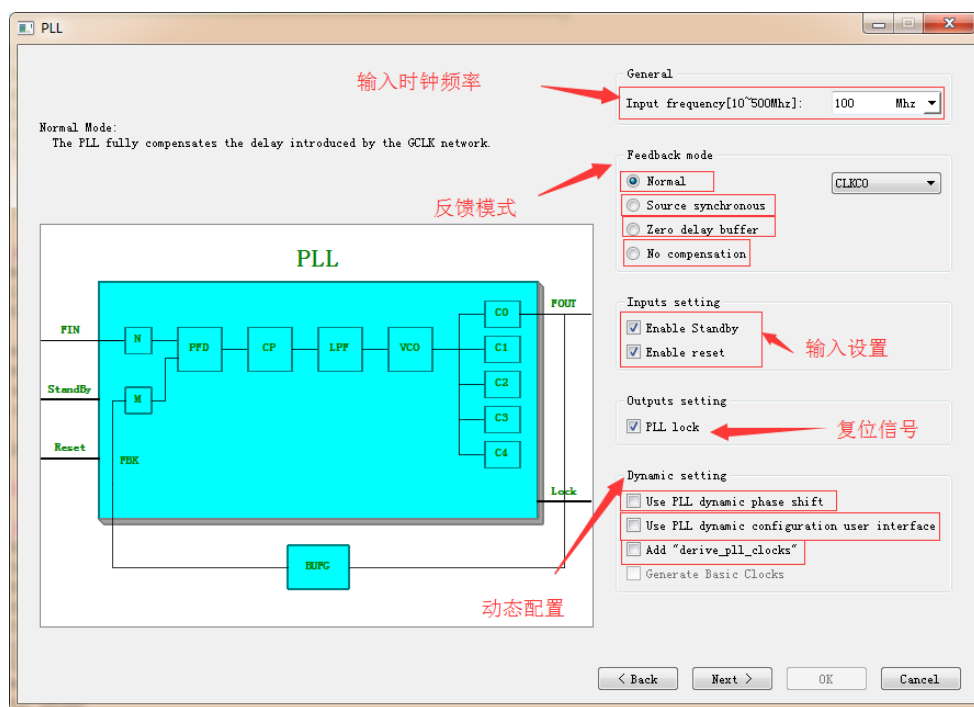 PLL
输入时钟频率
General
Input frequency[10~500Mhz]: 100 Mhz
Normal Mode:
The PLL fully compensates the delay introduced by the GCLK network.
Feedback mode
Normal CLKC0
Source synchronous
Zero delay buffer
No compensation
反馈模式
PLL
FIN
StandBy
Reset
N
M
FBK
PFD
CP
LPF
VCO
C0
C1
C2
C3
C4
FOUT
Lock
BUFG
Inputs setting
Enable Standby
Enable reset
输入设置
Outputs setting
PLL lock
复位信号
Dynamic setting
Use PLL dynamic phase shift
Use PLL dynamic configuration user interface
Add "derive_pll_clocks"
Generate Basic Clocks
动态配置
< Back Next > OK Cancel